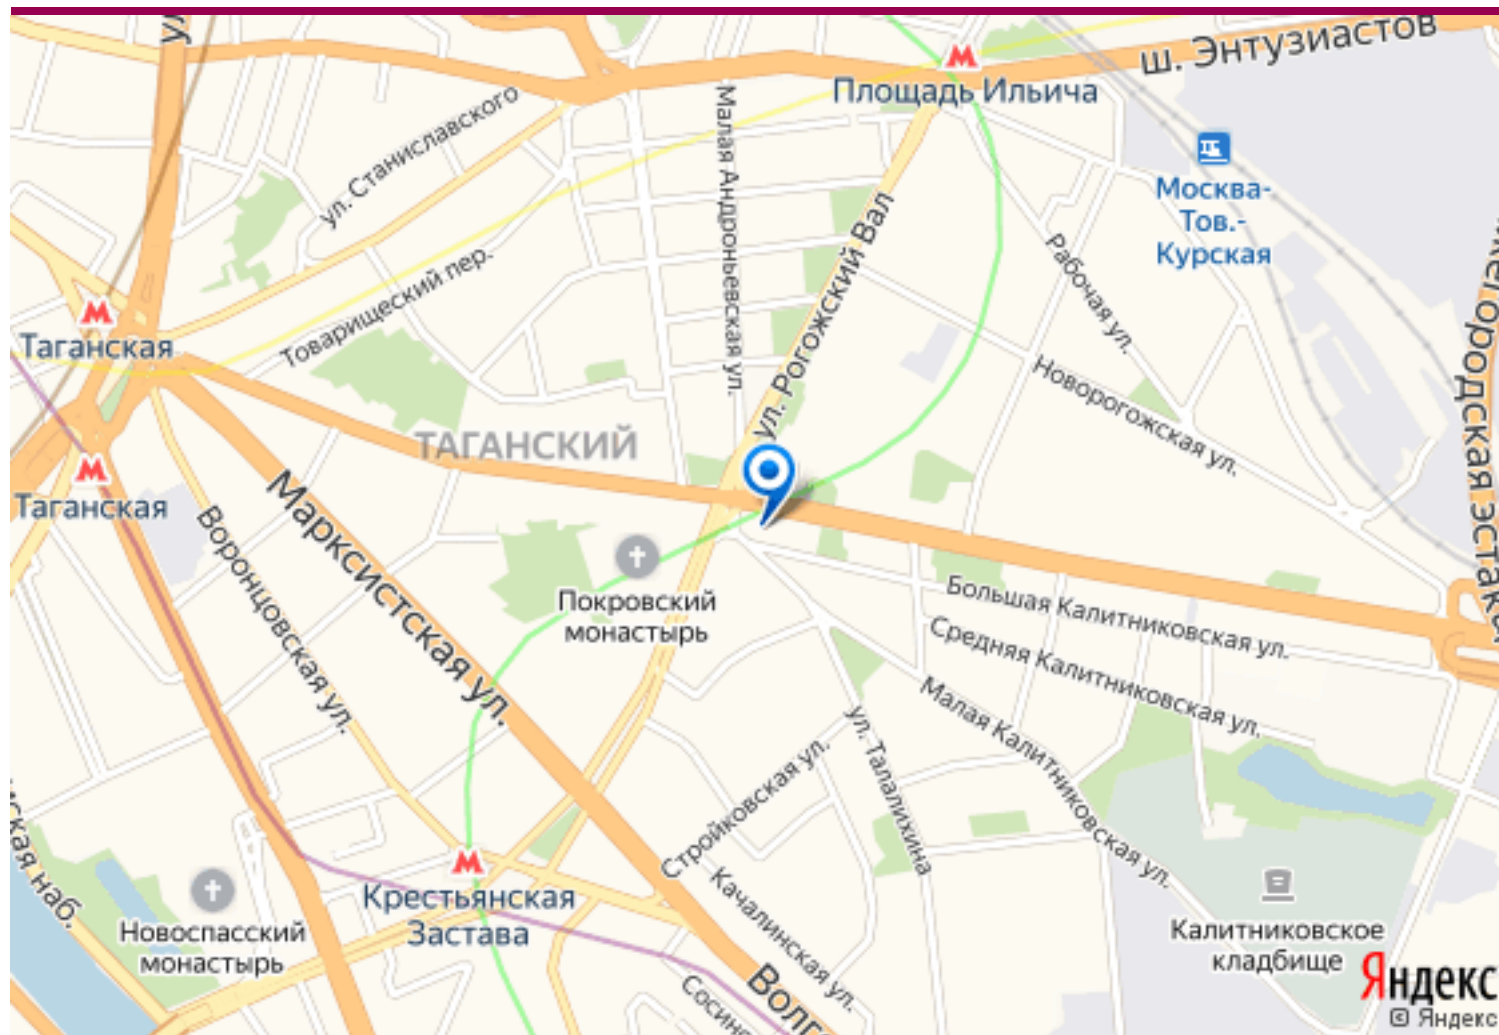 ш. Энтузиастов
Площадь Ильича
ул. Станиславского
Малая Андроньевская ул.
Москва-
Тов.-
Курская
ул. Рогожский Вал
Рабочая ул.
Товарищеский пер.
Таганская
Новорогожская ул.
ТАГАНСКИЙ
Таганская
Марксистская ул.
Воронцовская ул.
Покровский
монастырь
Большая Калитниковская ул.
Средняя Калитниковская ул.
Малая Калитниковская ул.
ул. Талалихина
Стройковская ул.
Качалинская ул.
Крестьянская
Застава
Новоспасский
монастырь
наб.
Калитниковское
кладбище
Яндекс
© Яндекс